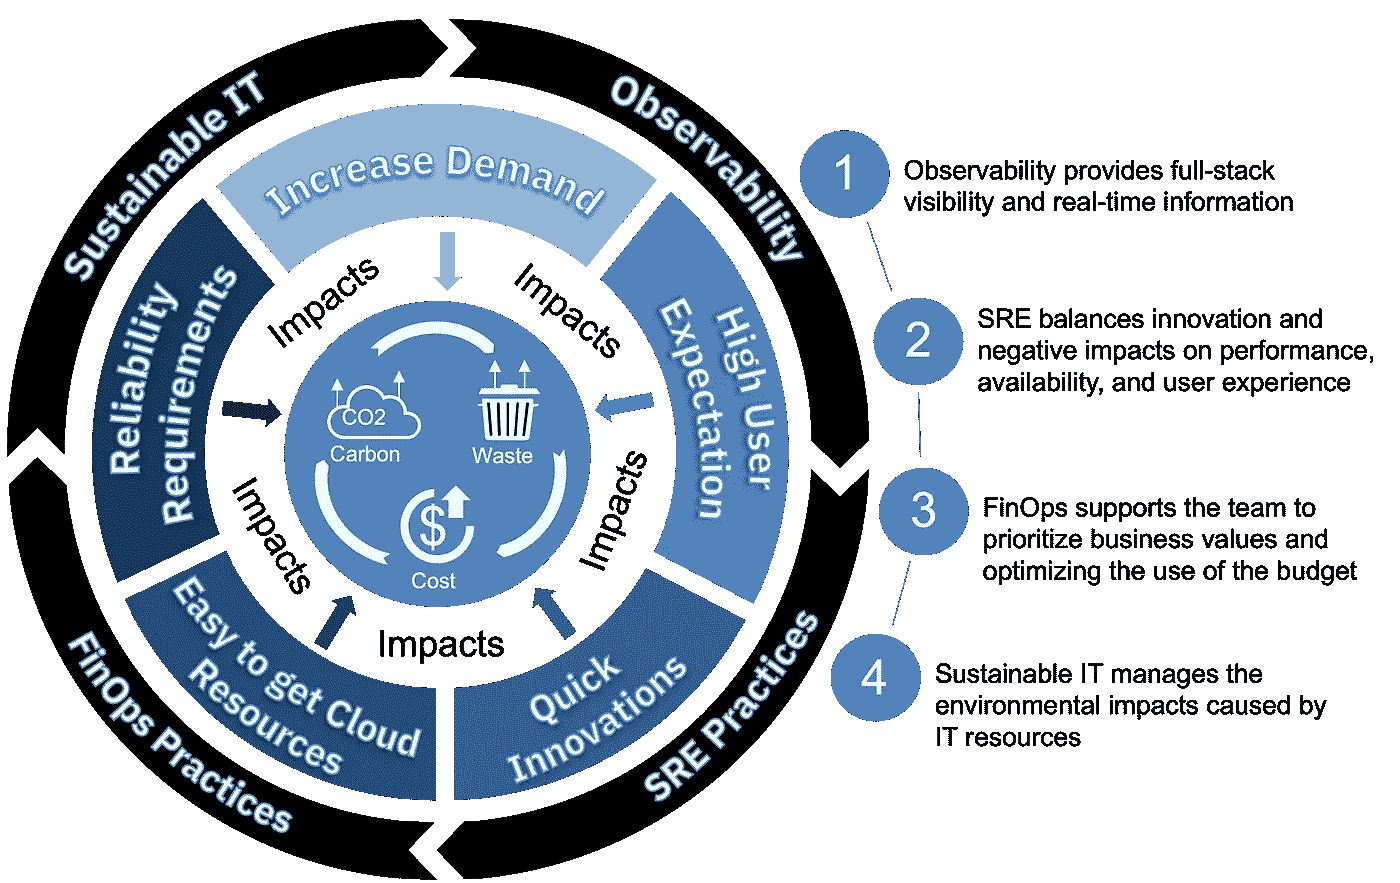 Sustainable IT
Observability
SRE Practices
FinOps Practices
Increase Demand
High User
Expectation
Quick
Innovations
Easy to get Cloud
Resources
Reliability
Requirements
Impacts
Impacts
Impacts
Impacts
Impacts
CO2
Carbon
Waste
$
Cost
1
Observability provides full-stack
visibility and real-time information
2
SRE balances innovation and
negative impacts on performance,
availability, and user experience
3
FinOps supports the team to
prioritize business values and
optimizing the use of the budget
4
Sustainable IT manages the
environmental impacts caused by
IT resources